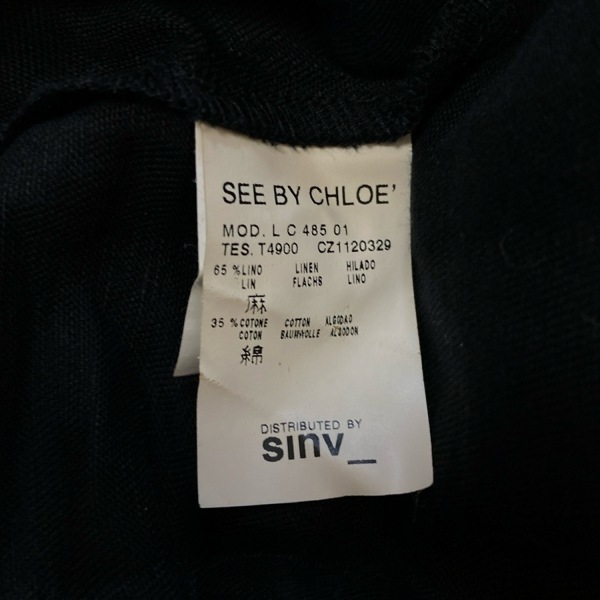 SEE BY CHLOE'
MOD. L C 485 01
TES. T4900 CZ1120329
65 %LINO LINEN HILADO
LIN FLACHS LINO
麻
35 %COTONE COTTON ALGODAO
COTON BAUMWOLLE ALGODON
綿
DISTRIBUTED BY
sinv_